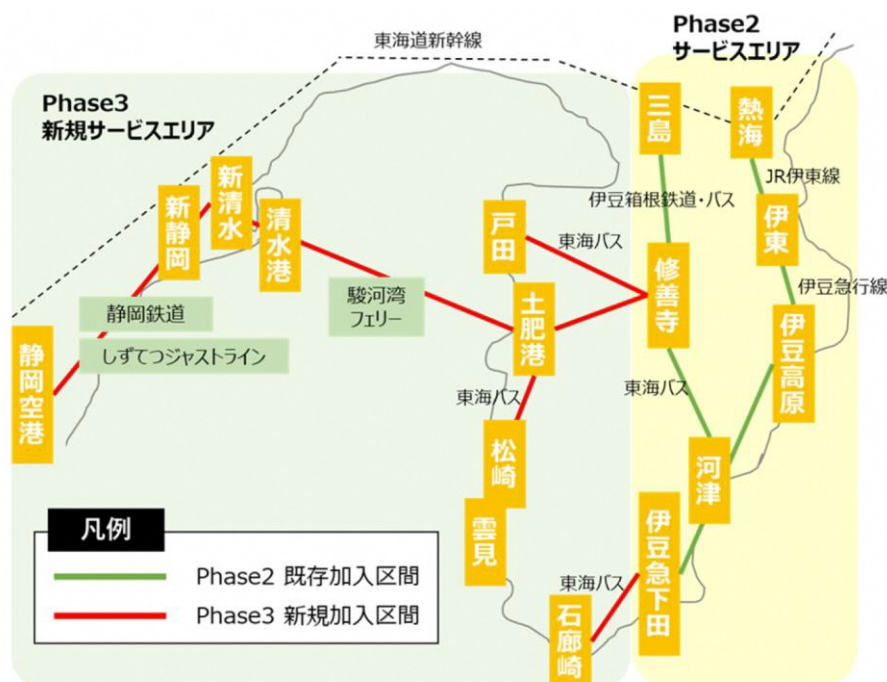 東海道新幹線
Phase2
サービスエリア
Phase3
新規サービスエリア
三島
熱海
JR伊東線
新清水
新静岡
清水港
戸田
伊豆箱根鉄道・バス
伊東
東海バス
修善寺
伊豆急行線
駿河湾
フェリー
土肥港
静岡鉄道
しずてつジャストライン
伊豆高原
静岡空港
東海バス
東海バス
松崎
河津
雲見
伊豆急下田
東海バス
石廊崎
凡例
Phase2 既存加入区間
Phase3 新規加入区間